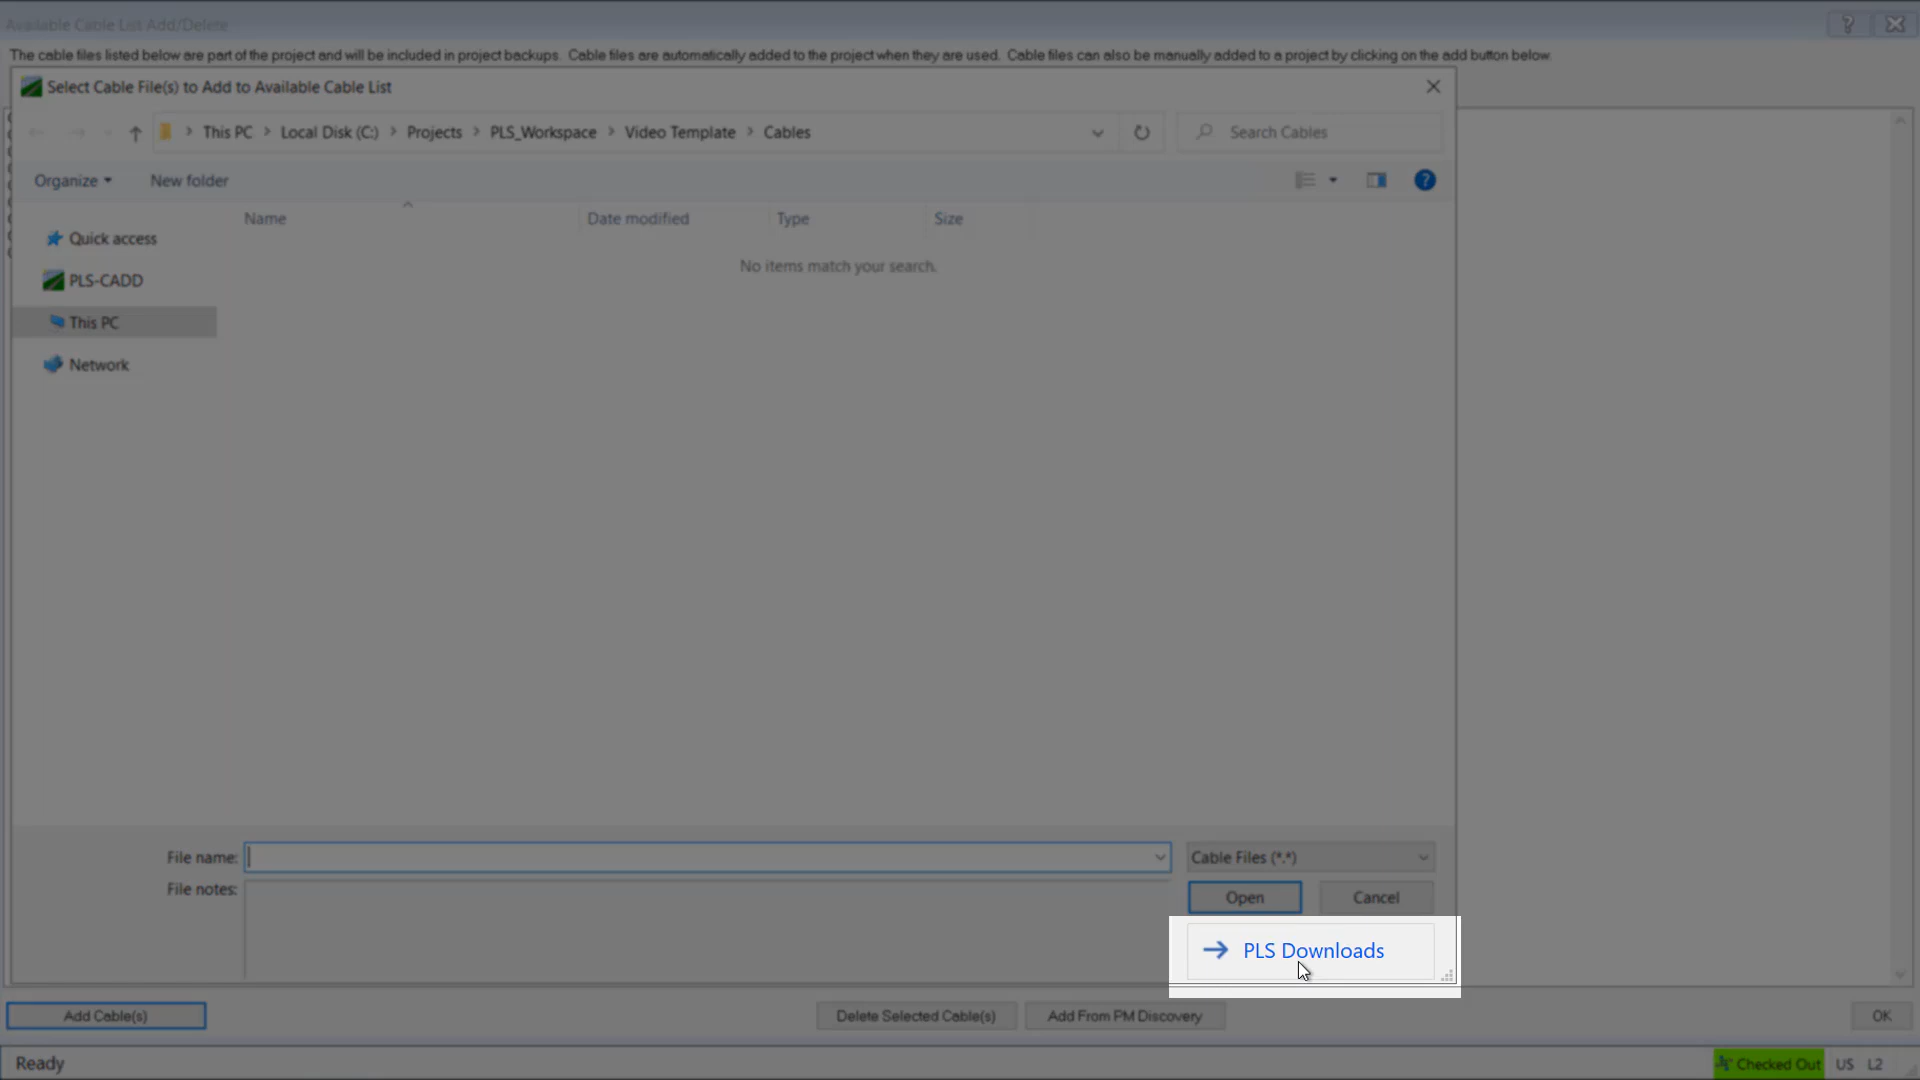 Available Cable List Add/Delete
The cable files listed below are part of the project and will be included in project backups. Cable files are automatically added to the project when they are used. Cable files can also be manually added to a project by clicking on the add button below.
Select Cable File(s) to Add to Available Cable List
This PC > Local Disk (C:) > Projects > PLS_Workspace > Video Template > Cables
Search Cables
Organize
New folder
Name
Date modified
Type
Size
Quick access
PLS-CADD
This PC
Network
No items match your search.
File name:
Cable Files (*.*)
File notes:
Open
Cancel
PLS Downloads
Add Cable(s)
Delete Selected Cable(s)
Add From PM Discovery
OK
Ready
Checked Out
US
L2